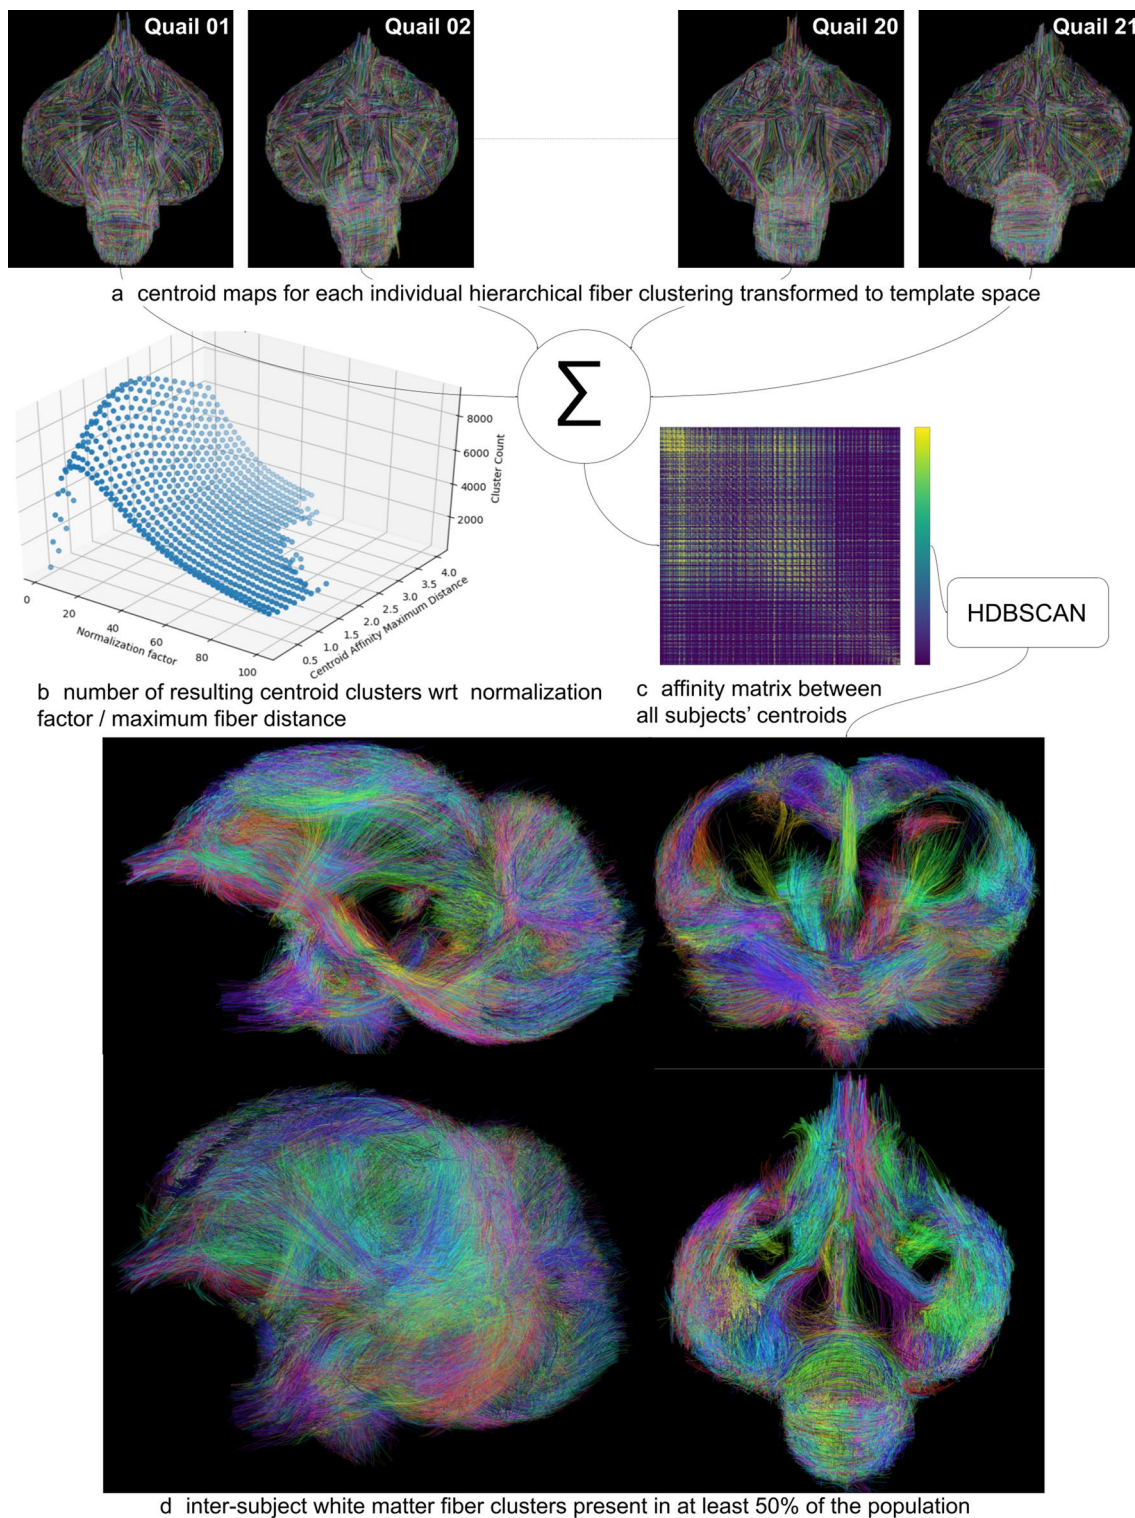 Quail 01
Quail 02
Quail 20
Quail 21
a centroid maps for each individual hierarchical fiber clustering transformed to template space
Σ
8000
6000
4000
2000
Cluster Count
4.0
3.5
3.0
2.5
2.0
1.5
1.0
0.5
Centroid Affinity Maximum Distance
0
20
40
60
80
100
Normalization factor
HDBSCAN
b number of resulting centroid clusters wrt normalization
factor / maximum fiber distance
c affinity matrix between
all subjects' centroids
d inter-subject white matter fiber clusters present in at least 50% of the population